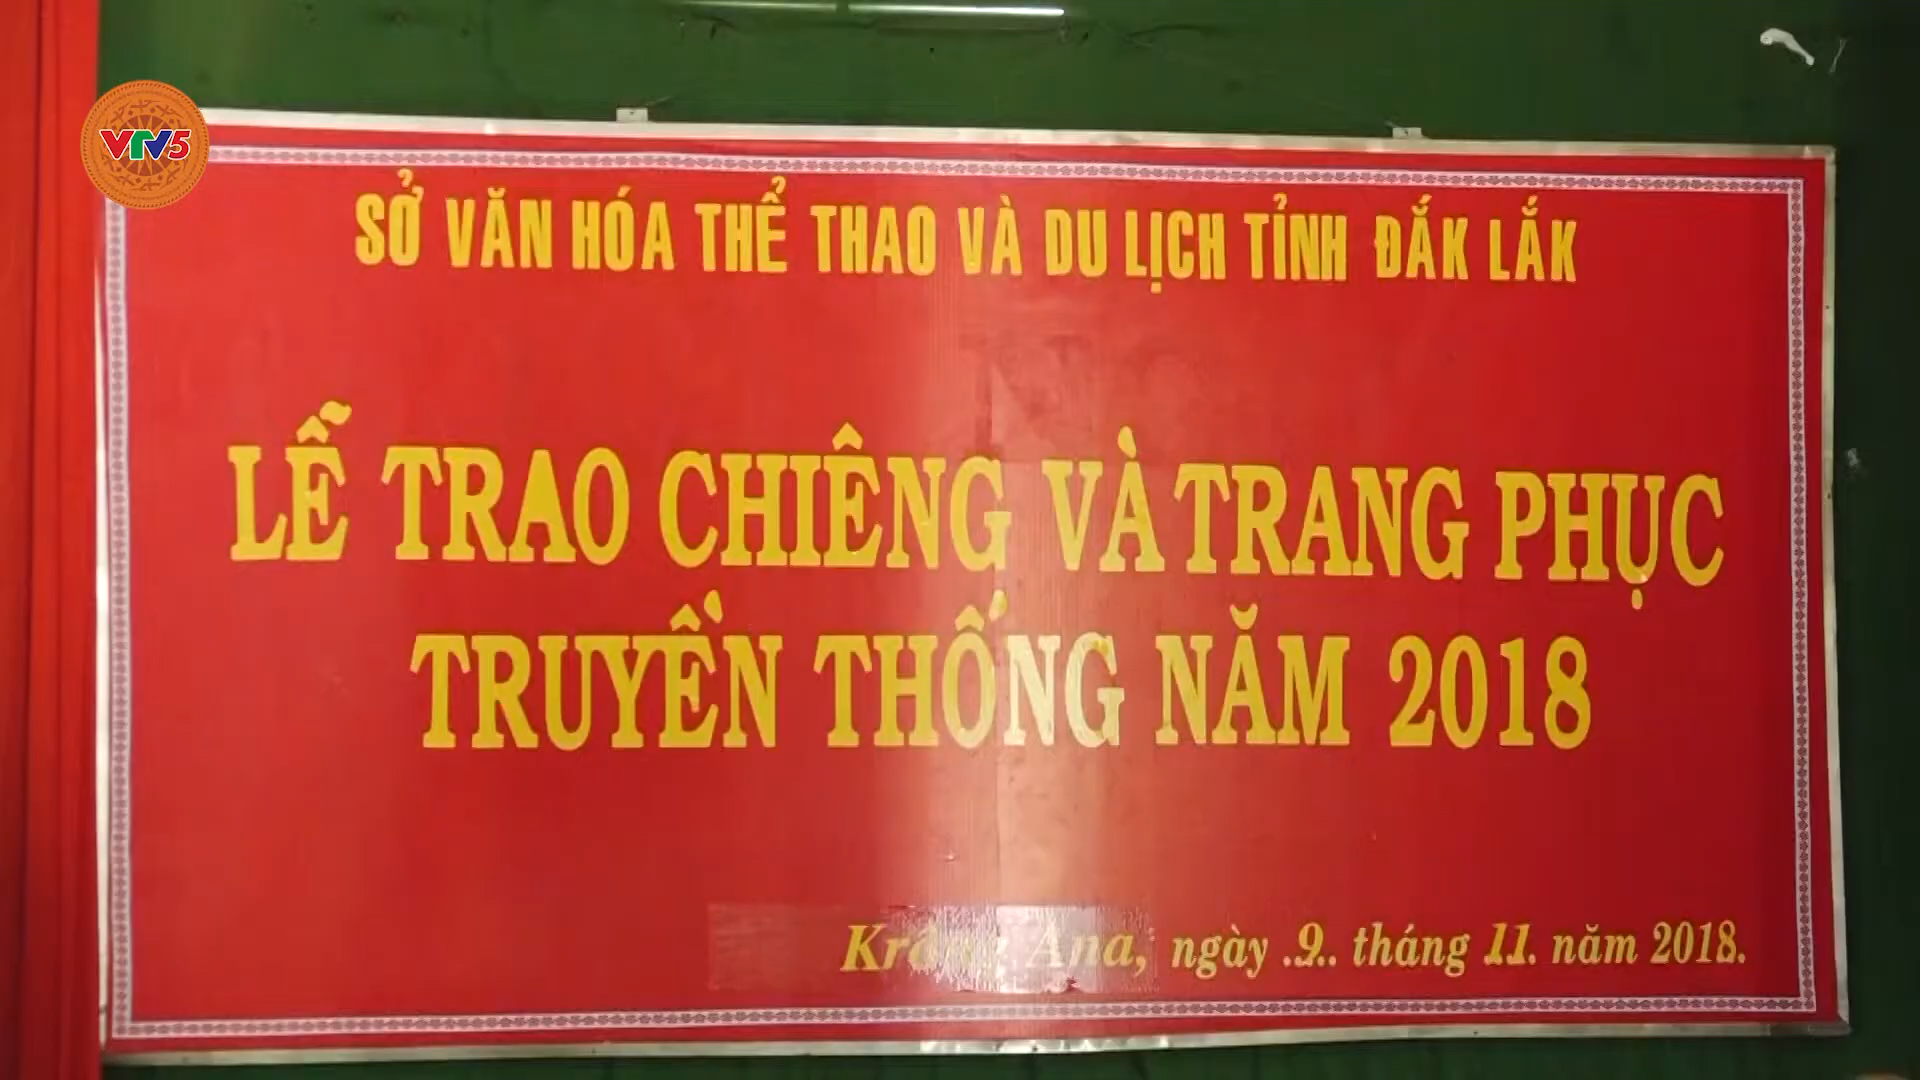 VTV5
SỞ VĂN HÓA THỂ THAO VÀ DU LỊCH TỈNH ĐẮK LẮK
LỄ TRAO CHIÊNG VÀ TRANG PHỤC
TRUYỀN THỐNG NĂM 2018
Krông Ana, ngày .9.. tháng 11. năm 2018.